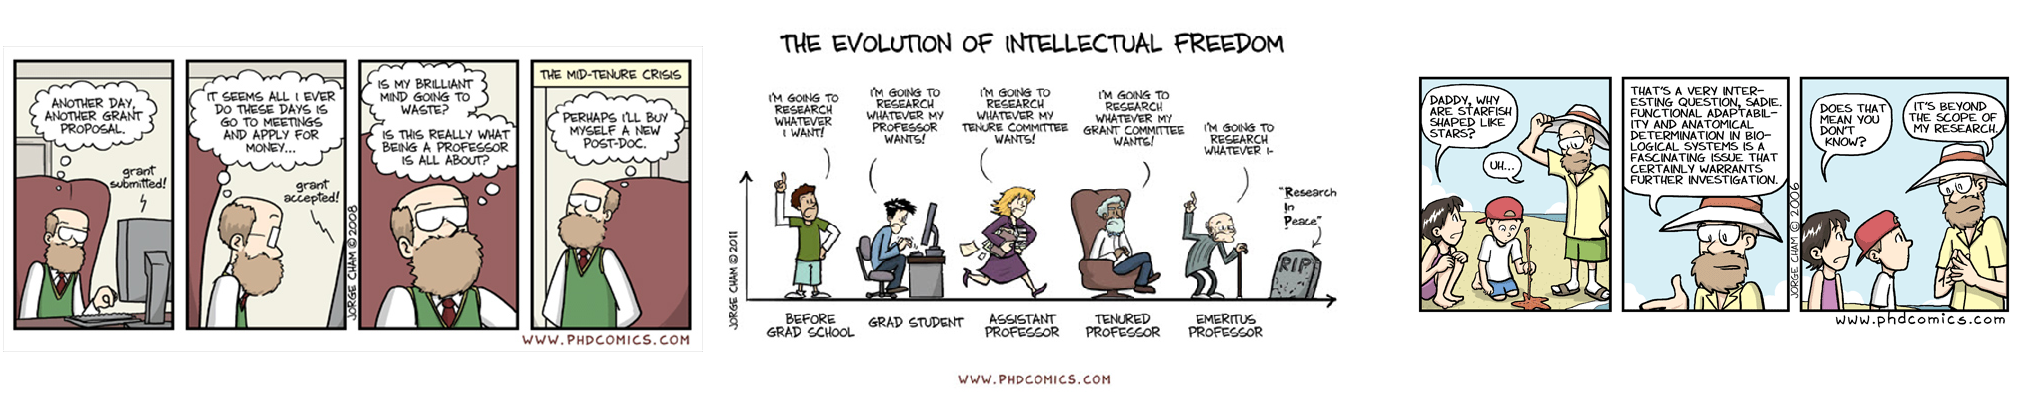 ANOTHER DAY,
ANOTHER GRANT
PROPOSAL.
grant
submitted!
IT SEEMS ALL I EVER
DO THESE DAYS IS
GO TO MEETINGS
AND APPLY FOR
MONEY...
grant
accepted!
JORGE CHAM © 2008
IS MY BRILLIANT
MIND GOING TO
WASTE?
IS THIS REALLY WHAT
BEING A PROFESSOR
IS ALL ABOUT?
THE MID-TENURE CRISIS
PERHAPS I'LL BUY
MYSELF A NEW
POST-DOC.
WWW.PHDCOMICS.COM
THE EVOLUTION OF INTELLECTUAL FREEDOM
I'M GOING TO
RESEARCH
WHATEVER
I WANT!
I'M GOING TO
RESEARCH
WHATEVER MY
PROFESSOR
WANTS!
I'M GOING TO
RESEARCH
WHATEVER MY
TENURE COMMITTEE
WANTS!
I'M GOING TO
RESEARCH
WHATEVER MY
GRANT COMMITTEE
WANTS!
I'M GOING TO
RESEARCH
WHATEVER I-
"Research
In
Peace"
RIP
JORGE CHAM © 2011
BEFORE
GRAD SCHOOL
GRAD STUDENT
ASSISTANT
PROFESSOR
TENURED
PROFESSOR
EMERITUS
PROFESSOR
WWW.PHDCOMICS.COM
DADDY, WHY
ARE STARFISH
SHAPED LIKE
STARS?
UH...
THAT'S A VERY INTER-
ESTING QUESTION, SADIE.
FUNCTIONAL ADAPTABIL-
ITY AND ANATOMICAL
DETERMINATION IN BIO-
LOGICAL SYSTEMS IS A
FASCINATING ISSUE THAT
CERTAINLY WARRANTS
FURTHER INVESTIGATION.
JORGE CHAM © 2006
DOES THAT
MEAN YOU
DON'T
KNOW?
IT'S BEYOND
THE SCOPE OF
MY RESEARCH.
www.phdcomics.com